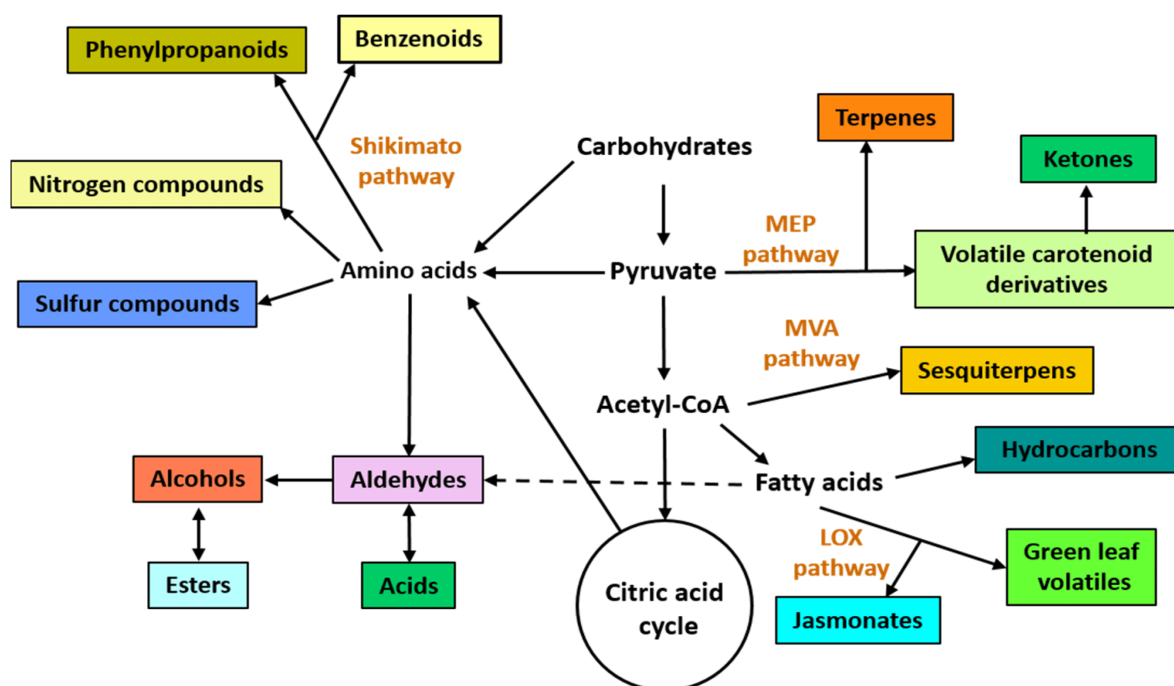 Phenylpropanoids
Benzenoids
Shikimato
pathway
Nitrogen compounds
Sulfur compounds
Amino acids
Carbohydrates
Pyruvate
MEP
pathway
Terpenes
Ketones
Volatile carotenoid
derivatives
MVA
pathway
Sesquiterpens
Acetyl-CoA
Hydrocarbons
Fatty acids
Alcohols
Aldehydes
Esters
Acids
Citric acid
cycle
LOX
pathway
Green leaf
volatiles
Jasmonates